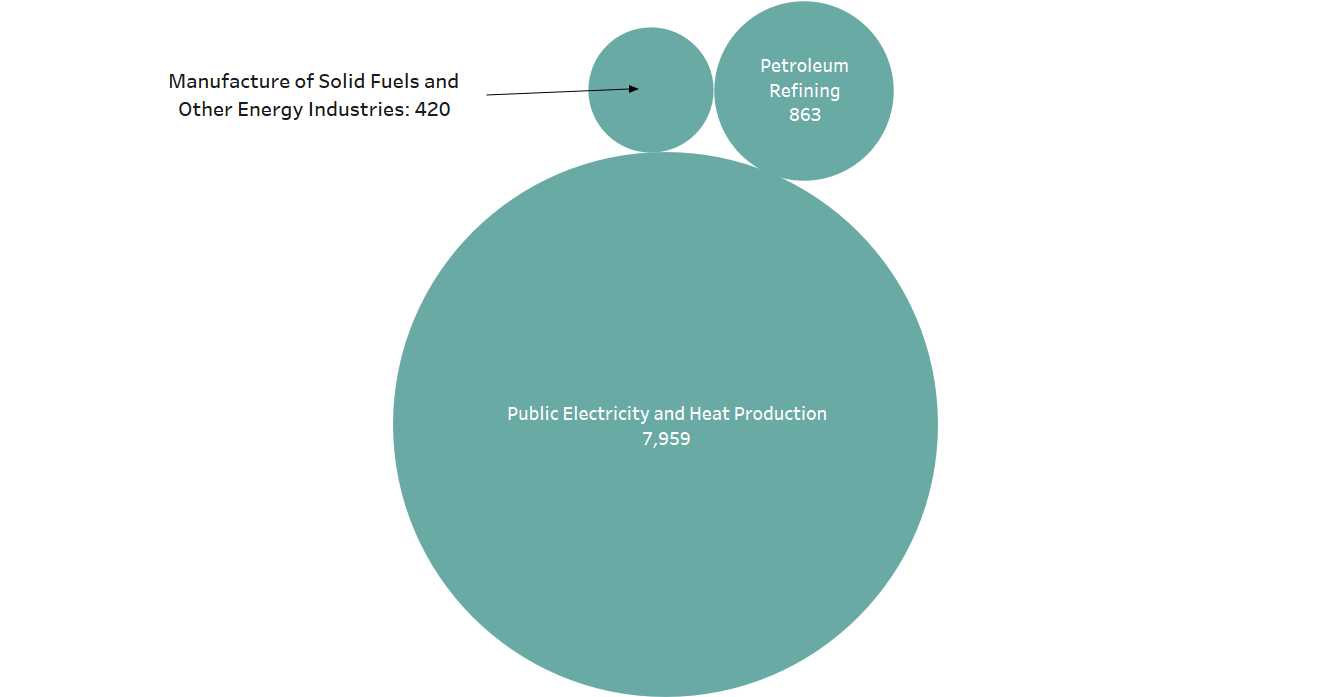 Manufacture of Solid Fuels and
Other Energy Industries: 420
Petroleum
Refining
863
Public Electricity and Heat Production
7,959